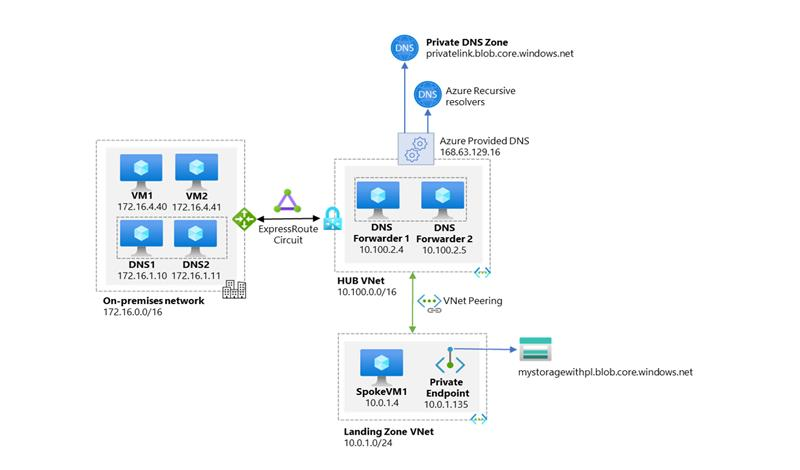 DNS
Private DNS Zone
privatelink.blob.core.windows.net
DNS
Azure Recursive
resolvers
Azure Provided DNS
168.63.129.16
VM1
172.16.4.40
VM2
172.16.4.41
DNS1
172.16.1.10
DNS2
172.16.1.11
On-premises network
172.16.0.0/16
ExpressRoute
Circuit
DNS
Forwarder 1
10.100.2.4
DNS
Forwarder 2
10.100.2.5
HUB VNet
10.100.0.0/16
VNet Peering
SpokeVM1
10.0.1.4
Private
Endpoint
10.0.1.135
mystoragewithpl.blob.core.windows.net
Landing Zone VNet
10.0.1.0/24